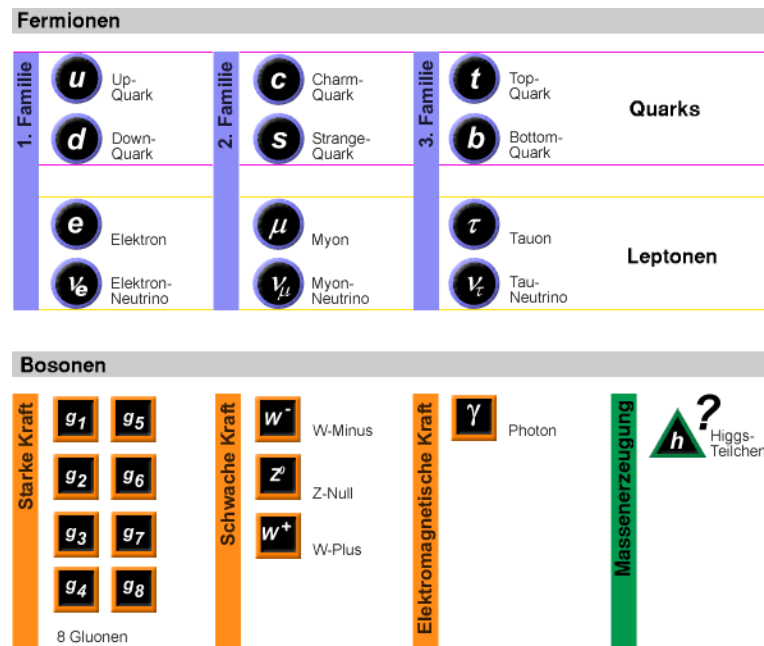 Fermionen
1. Familie
u
Up-
Quark
d
Down-
Quark
e
Elektron
νe
Elektron-
Neutrino
2. Familie
c
Charm-
Quark
s
Strange-
Quark
μ
Myon
νμ
Myon-
Neutrino
3. Familie
t
Top-
Quark
b
Bottom-
Quark
τ
Tauon
ντ
Tau-
Neutrino
Quarks
Leptonen
Bosonen
Starke Kraft
g1 g5
g2 g6
g3 g7
g4 g8
8 Gluonen
Schwache Kraft
W-
W-Minus
Z0
Z-Null
W+
W-Plus
Elektromagnetische Kraft
γ
Photon
Massenerzeugung
h
?
Higgs-
Teilchen